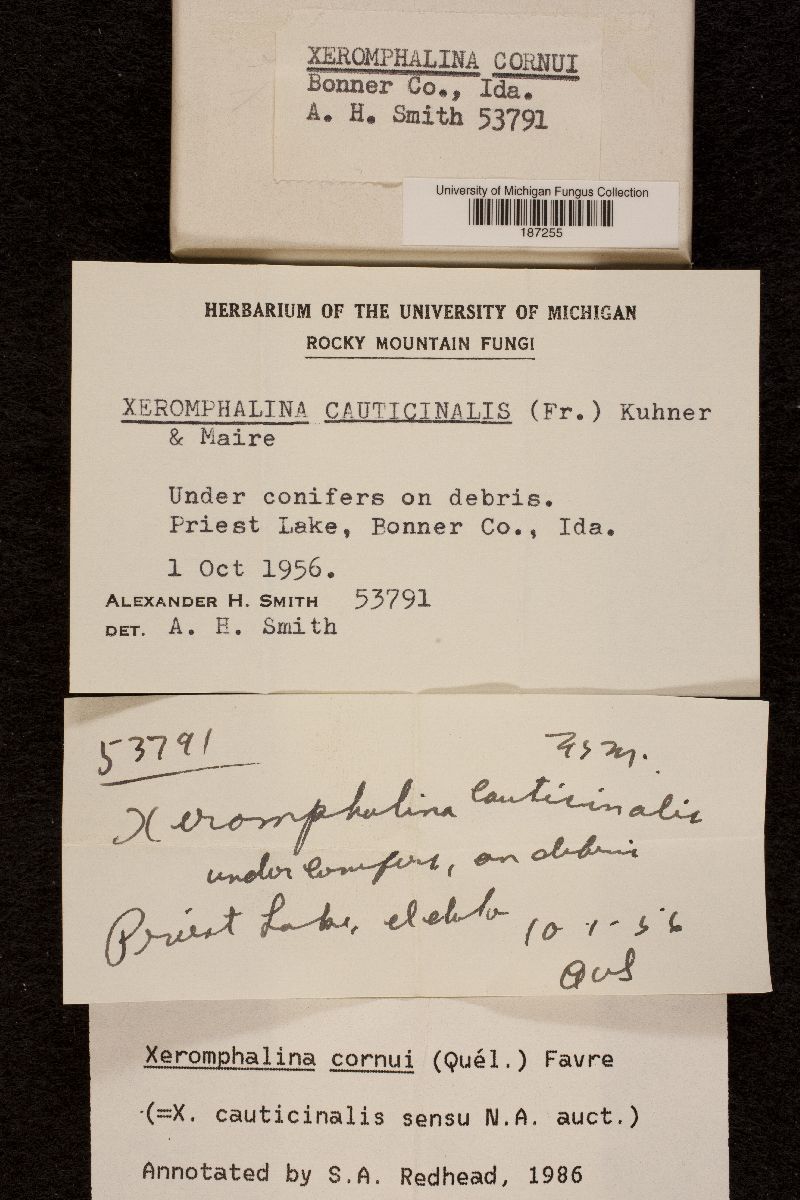 XEROMPHALINA CORNUI
Bonner Co., Ida.
A. H. Smith 53791
University of Michigan Fungus Collection
187255
HERBARIUM OF THE UNIVERSITY OF MICHIGAN
ROCKY MOUNTAIN FUNGI
XEROMPHALINA CAUTICINALIS (Fr.) Kuhner
& Maire
Under conifers on debris.
Priest Lake, Bonner Co., Ida.
1 Oct 1956.
ALEXANDER H. SMITH 53791
DET. A. H. Smith
53791
Xeromphalina cauticinalis
under conifers, on debris
Priest Lake, 10-1-56
Xeromphalina cornui (Quél.) Favre
(=X. cauticinalis sensu N.A. auct.)
Annotated by S.A. Redhead, 1986